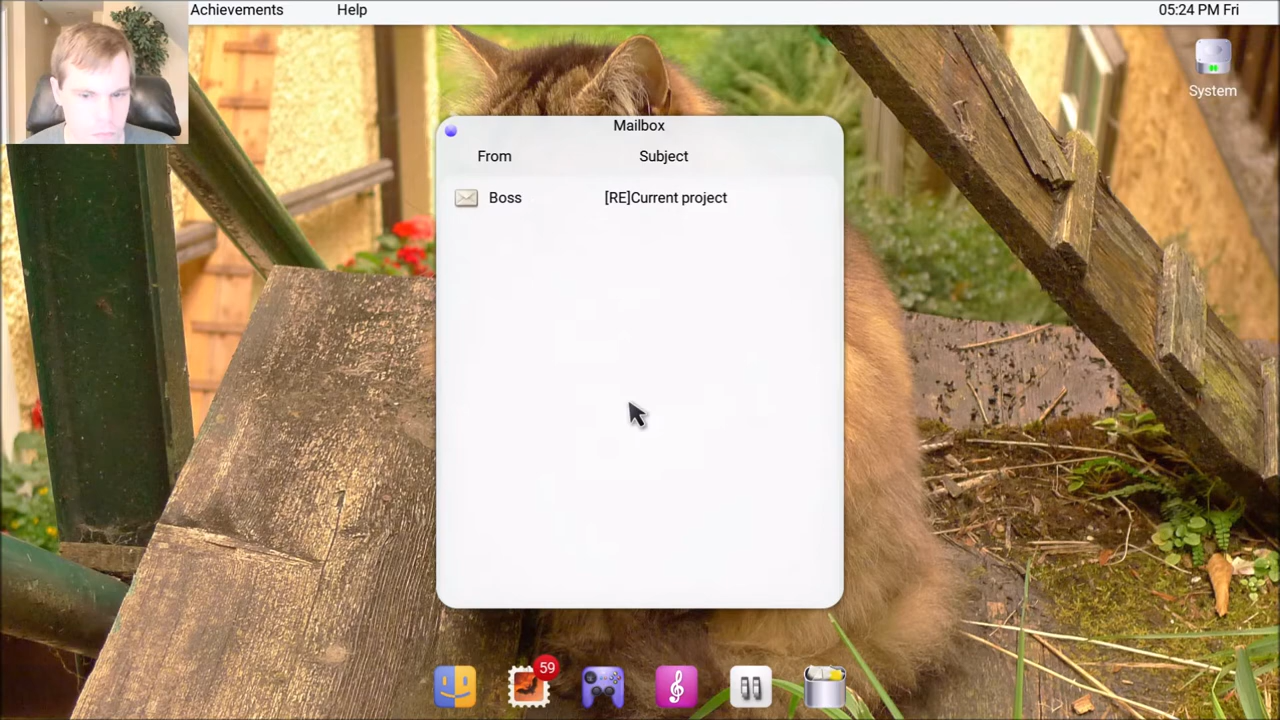 Achievements Help 05:24 PM Fri
System
Mailbox
From Subject
Boss [RE]Current project
59